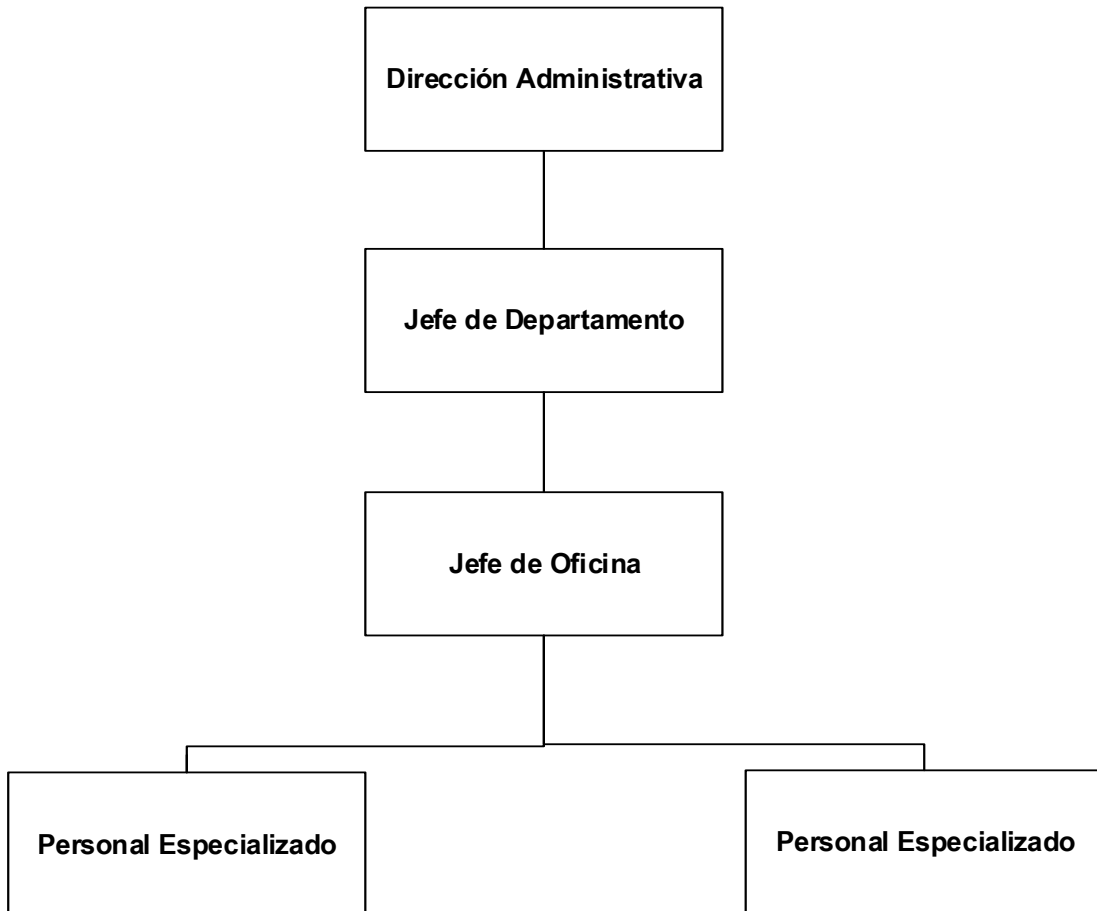 Dirección Administrativa
Jefe de Departamento
Jefe de Oficina
Personal Especializado
Personal Especializado